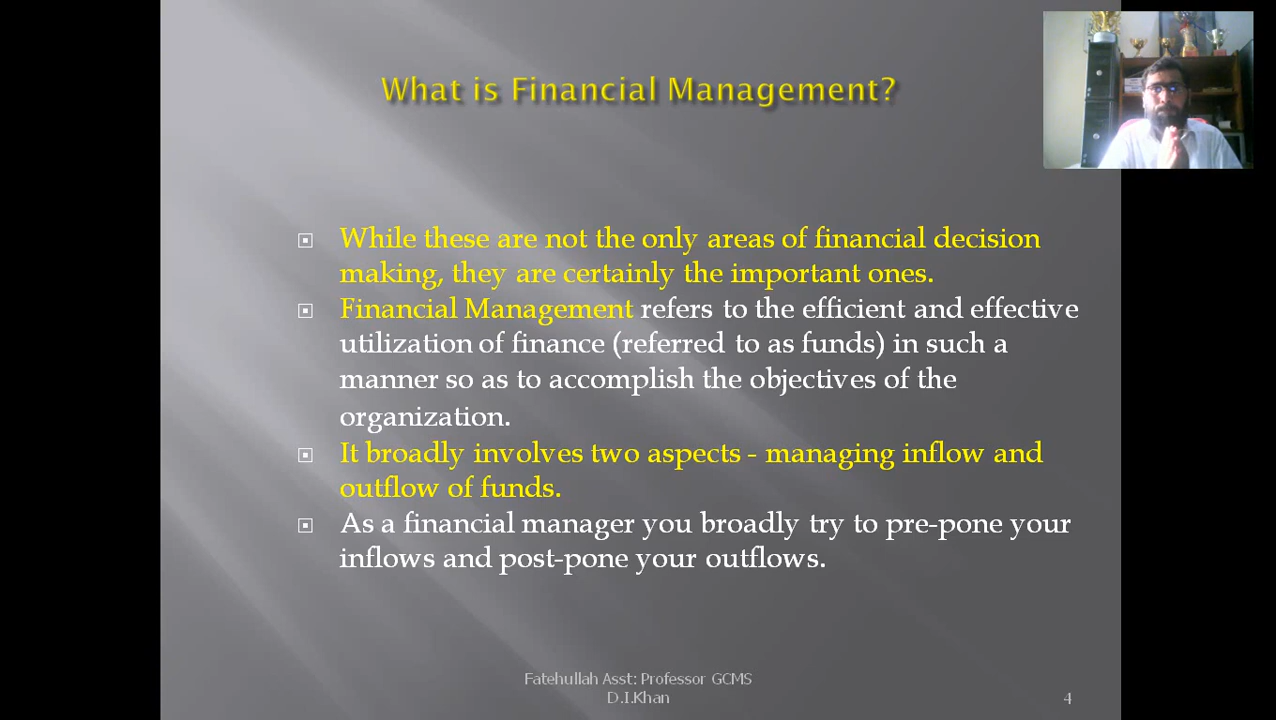 What is Financial Management?
While these are not the only areas of financial decision
making, they are certainly the important ones.
Financial Management refers to the efficient and effective
utilization of finance (referred to as funds) in such a
manner so as to accomplish the objectives of the
organization.
It broadly involves two aspects - managing inflow and
outflow of funds.
As a financial manager you broadly try to pre-pone your
inflows and post-pone your outflows.
Fatehullah Asst: Professor GCMS
D.I.Khan
4